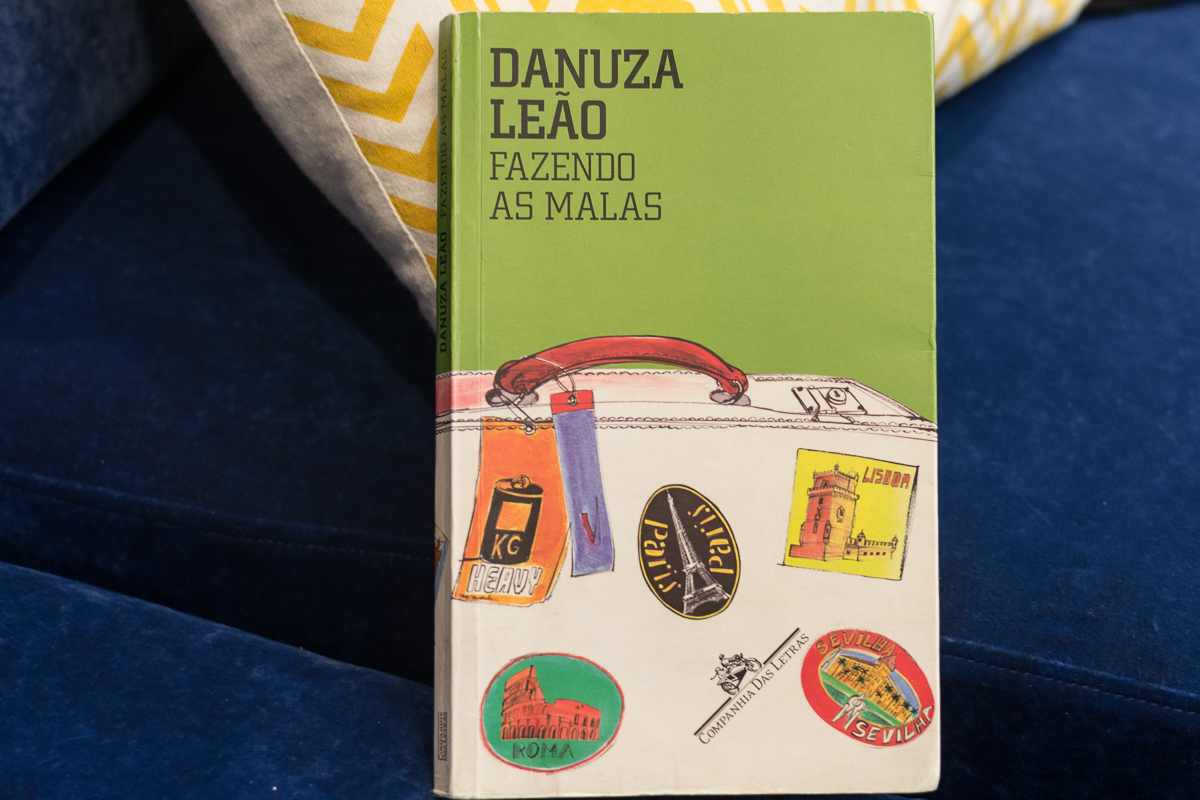 DANUZA
LEÃO
FAZENDO
AS MALAS
DANUZA LEÃO FAZENDO AS MALAS
KG
HEAVY
paris
paris
LISBOA
ROMA
COMPANHIA DAS LETRAS
SEVILHA
SEVILHA